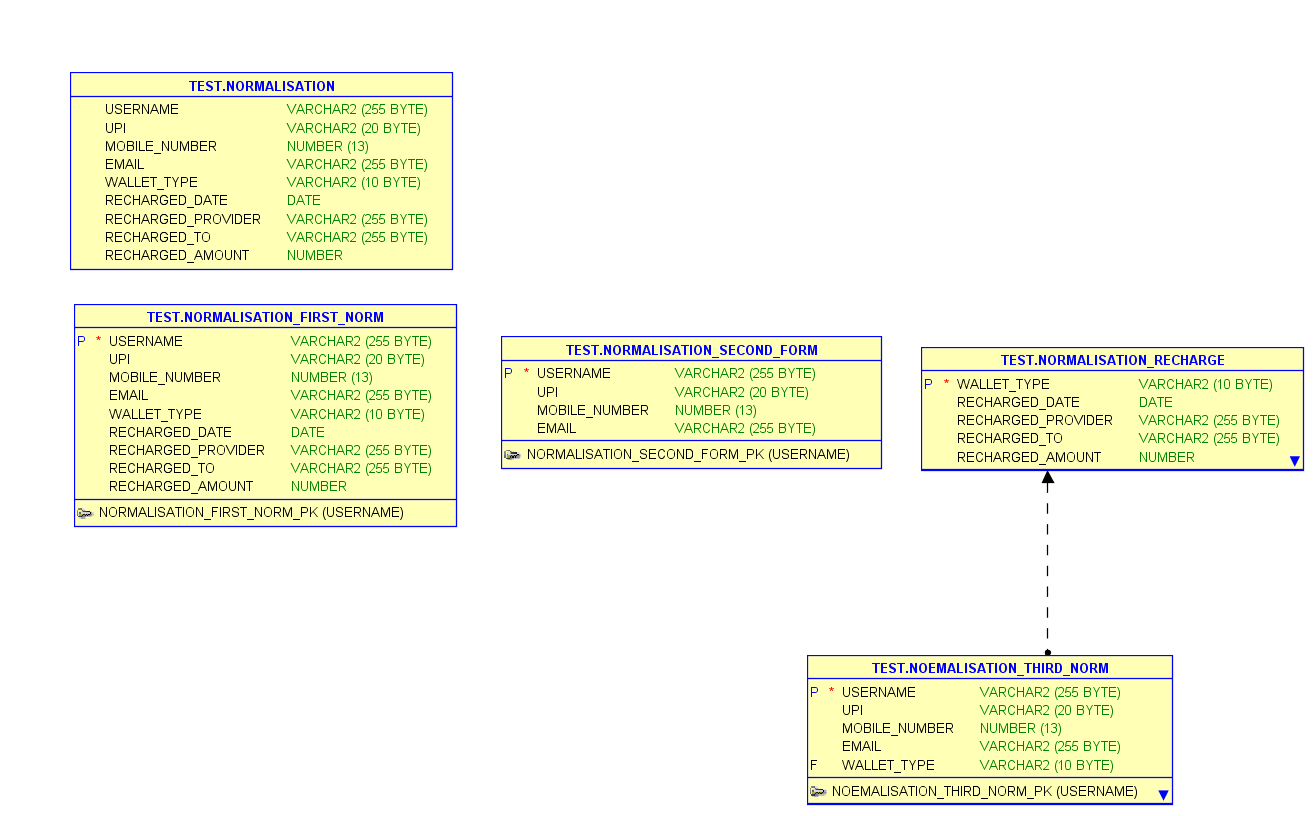 TEST.NORMALISATION
USERNAME VARCHAR2 (255 BYTE)
UPI VARCHAR2 (20 BYTE)
MOBILE_NUMBER NUMBER (13)
EMAIL VARCHAR2 (255 BYTE)
WALLET_TYPE VARCHAR2 (10 BYTE)
RECHARGED_DATE DATE
RECHARGED_PROVIDER VARCHAR2 (255 BYTE)
RECHARGED_TO VARCHAR2 (255 BYTE)
RECHARGED_AMOUNT NUMBER
TEST.NORMALISATION_FIRST_NORM
P * USERNAME VARCHAR2 (255 BYTE)
UPI VARCHAR2 (20 BYTE)
MOBILE_NUMBER NUMBER (13)
EMAIL VARCHAR2 (255 BYTE)
WALLET_TYPE VARCHAR2 (10 BYTE)
RECHARGED_DATE DATE
RECHARGED_PROVIDER VARCHAR2 (255 BYTE)
RECHARGED_TO VARCHAR2 (255 BYTE)
RECHARGED_AMOUNT NUMBER
NORMALISATION_FIRST_NORM_PK (USERNAME)
TEST.NORMALISATION_SECOND_FORM
P * USERNAME VARCHAR2 (255 BYTE)
UPI VARCHAR2 (20 BYTE)
MOBILE_NUMBER NUMBER (13)
EMAIL VARCHAR2 (255 BYTE)
NORMALISATION_SECOND_FORM_PK (USERNAME)
TEST.NORMALISATION_RECHARGE
P * WALLET_TYPE VARCHAR2 (10 BYTE)
RECHARGED_DATE DATE
RECHARGED_PROVIDER VARCHAR2 (255 BYTE)
RECHARGED_TO VARCHAR2 (255 BYTE)
RECHARGED_AMOUNT NUMBER
TEST.NOEMALISATION_THIRD_NORM
P * USERNAME VARCHAR2 (255 BYTE)
UPI VARCHAR2 (20 BYTE)
MOBILE_NUMBER NUMBER (13)
EMAIL VARCHAR2 (255 BYTE)
F WALLET_TYPE VARCHAR2 (10 BYTE)
NOEMALISATION_THIRD_NORM_PK (USERNAME)